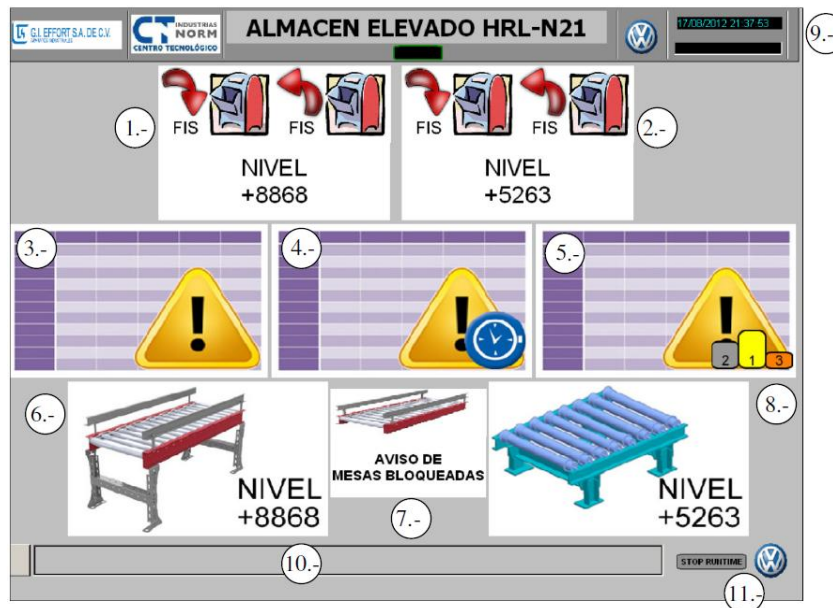 G.I. EFFORT S.A. DE C.V.
CT INDUSTRIAS NORM
CENTRO TECNOLÓGICO
ALMACEN ELEVADO HRL-N21
17/08/2012 21:37 53
9.-
1.-
FIS FIS
NIVEL
+8868
FIS FIS
NIVEL
+5263
2.-
3.-
4.-
5.-
2 1 3
6.-
NIVEL
+8868
AVISO DE
MESAS BLOQUEADAS
7.-
NIVEL
+5263
8.-
10.-
STOP RUNTIME
11.-